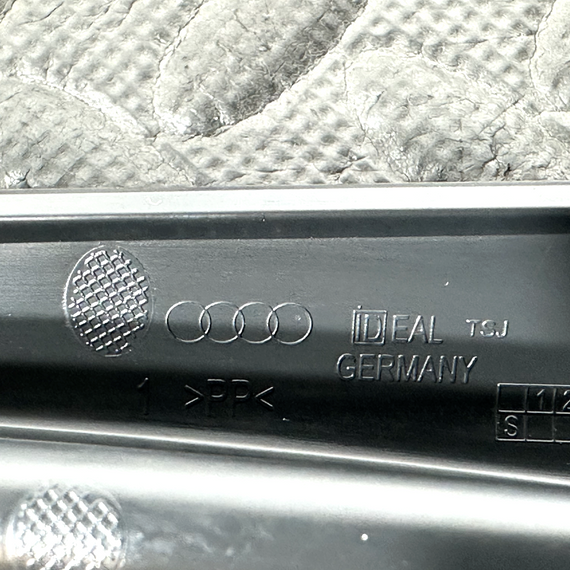 IDEAL TSJ
GERMANY
1 >PP<
1 2
S